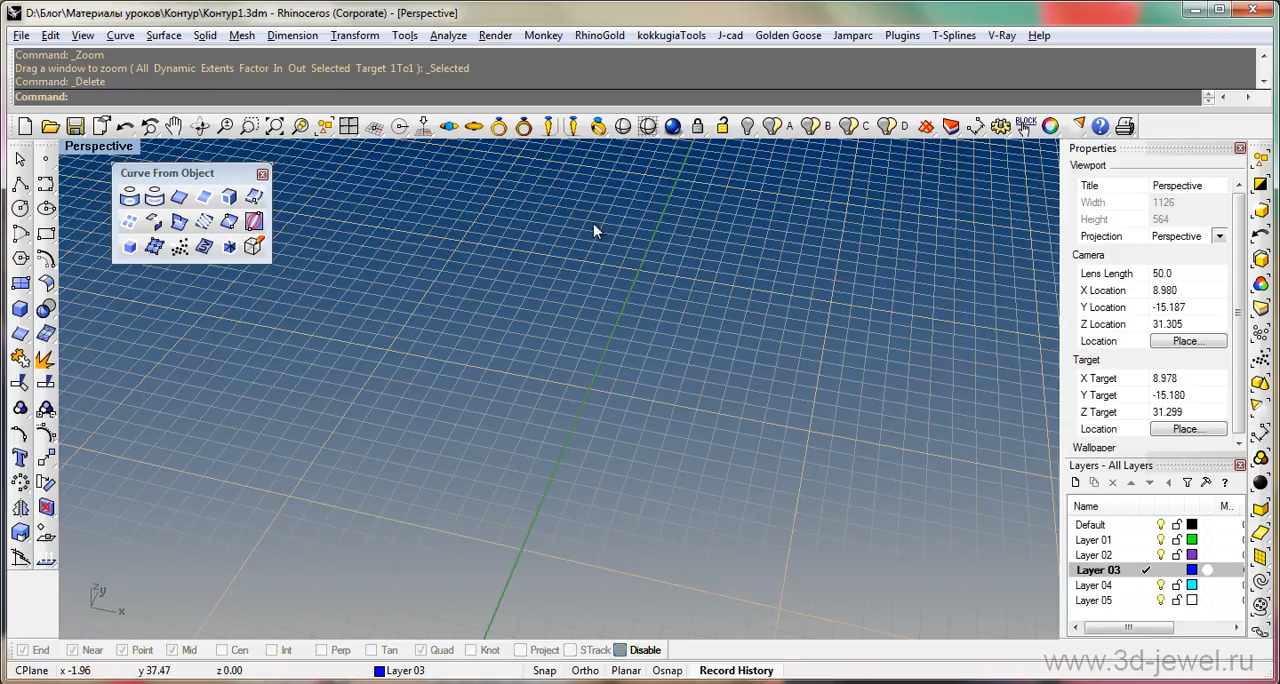 D:\Блог\Материалы уроков\Контур\Контур1.3dm - Rhinoceros (Corporate) - [Perspective]
File Edit View Curve Surface Solid Mesh Dimension Transform Tools Analyze Render Monkey RhinoGold kokkugiaTools J-cad Golden Goose Jamparc Plugins T-Splines V-Ray Help
Command: _Zoom
Drag a window to zoom ( All Dynamic Extents Factor In Out Selected Target 1To1 ): _Selected
Command: _Delete
Command:
A B C D BLOCK
Perspective
Curve From Object
Properties
Viewport
Title Perspective
Width 1126
Height 564
Projection Perspective
Camera
Lens Length 50.0
X Location 8.980
Y Location -15.187
Z Location 31.305
Location Place...
Target
X Target 8.978
Y Target -15.180
Z Target 31.299
Location Place...
Wallpaper
Layers - All Layers
Name M..
Default
Layer 01
Layer 02
Layer 03
Layer 04
Layer 05
z y x
End Near Point Mid Cen Int Perp Tan Quad Knot Project STrack Disable
CPlane x -1.96 y 37.47 z 0.00 Layer 03 Snap Ortho Planar Osnap Record History
www.3d-jewel.ru